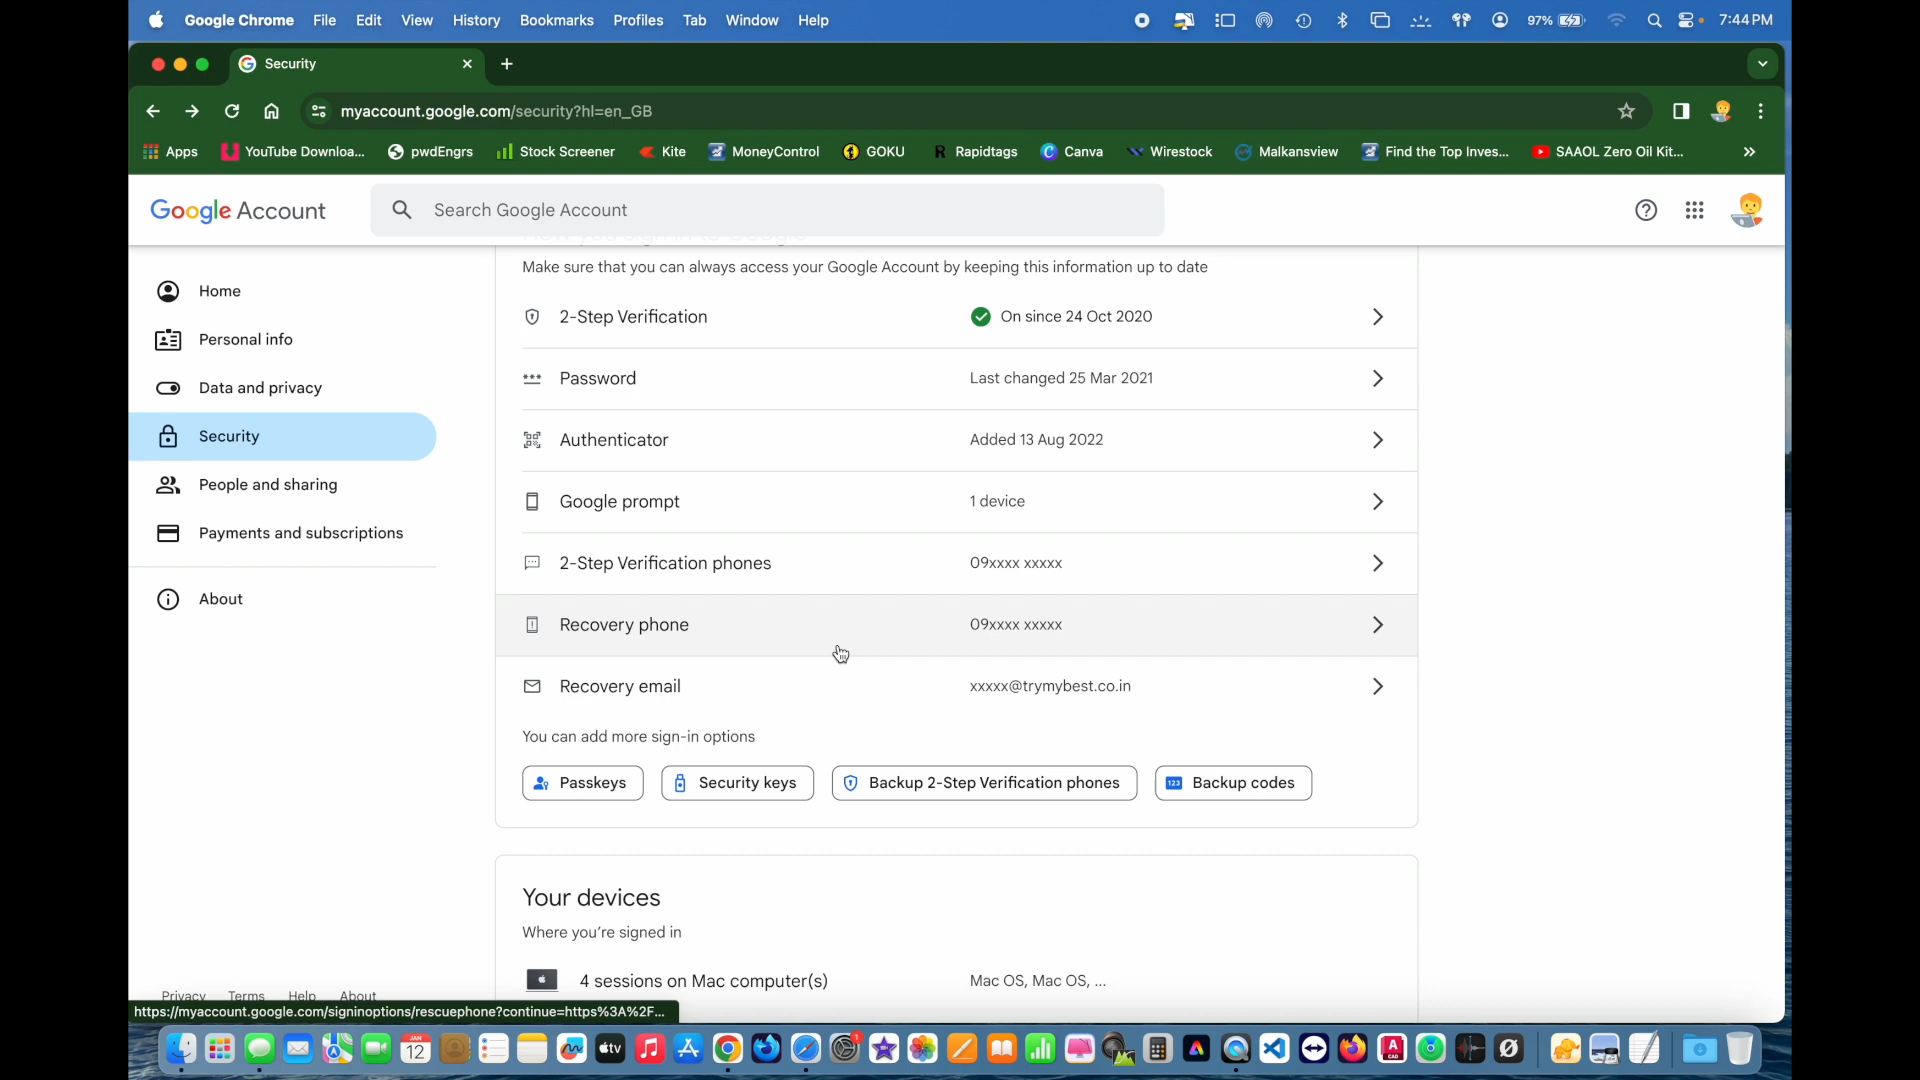 Google Chrome File Edit View History Bookmarks Profiles Tab Window Help 97% 7:44 PM
Security
myaccount.google.com/security?hl=en_GB
Apps YouTube Downloa... pwdEngrs Stock Screener Kite MoneyControl GOKU Rapidtags Canva Wirestock Malkansview Find the Top Inves... SAAOL Zero Oil Kit... »
Google Account Search Google Account
Make sure that you can always access your Google Account by keeping this information up to date
Home
2-Step Verification On since 24 Oct 2020
Personal info
Password Last changed 25 Mar 2021
Data and privacy
Security
Authenticator Added 13 Aug 2022
People and sharing
Google prompt 1 device
Payments and subscriptions
2-Step Verification phones 09xxxx xxxxx
About
Recovery phone 09xxxx xxxxx
Recovery email xxxxx@trymybest.co.in
You can add more sign-in options
Passkeys Security keys 123 Backup 2-Step Verification phones Backup codes
Your devices
Where you're signed in
4 sessions on Mac computer(s) Mac OS, Mac OS, ...
Privacy Terms Help About
https://myaccount.google.com/signinoptions/rescuephone?continue=https%3A%2F...
JAN
12
tv
1
CAD